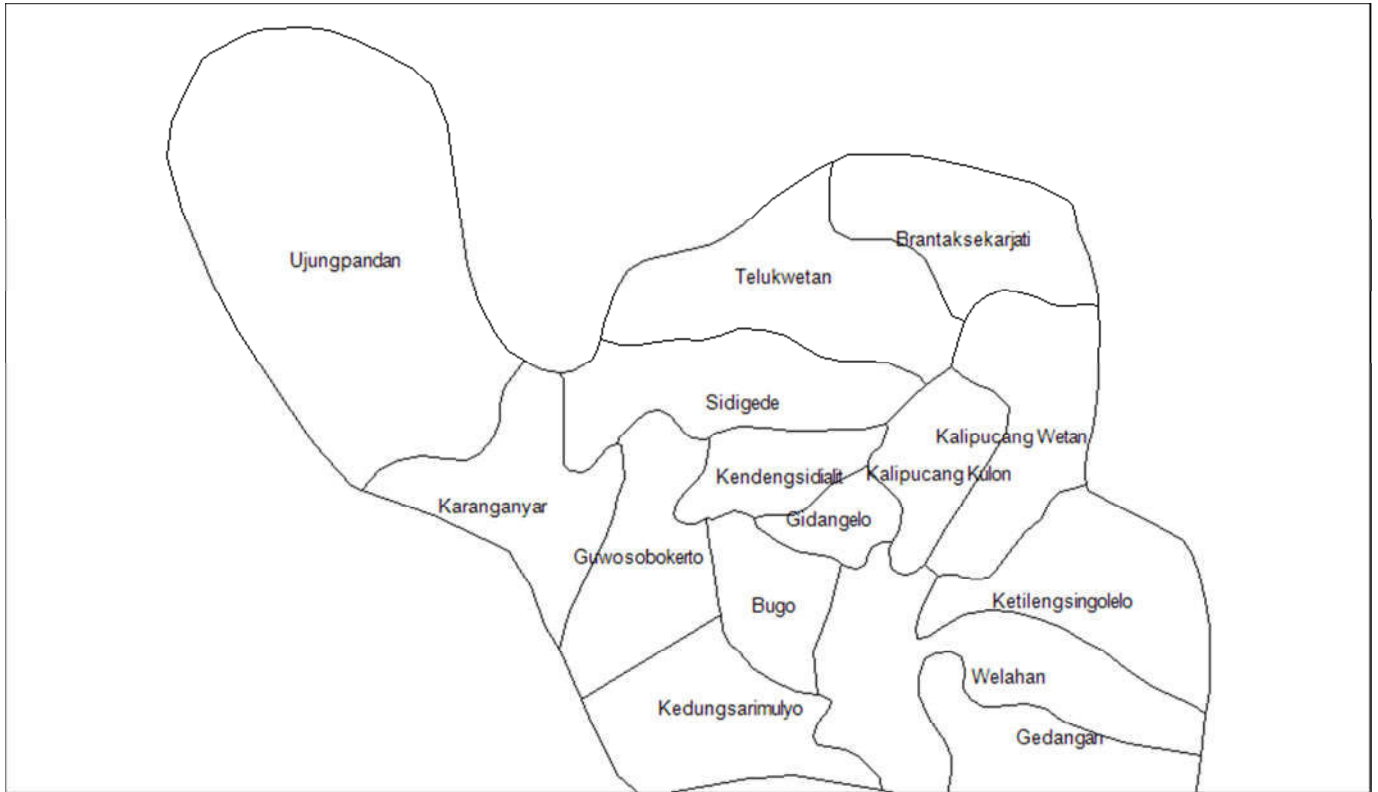 Ujungpandan
Brantaksekarjati
Telukwetan
Sidigede
Kalipucang Wetan
Kendengsidialit
Kalipucang Kulon
Karanganyar
Gidangelo
Guwosobokerto
Bugo
Ketilengsingolelo
Welahan
Kedungsarimulyo
Gedangan